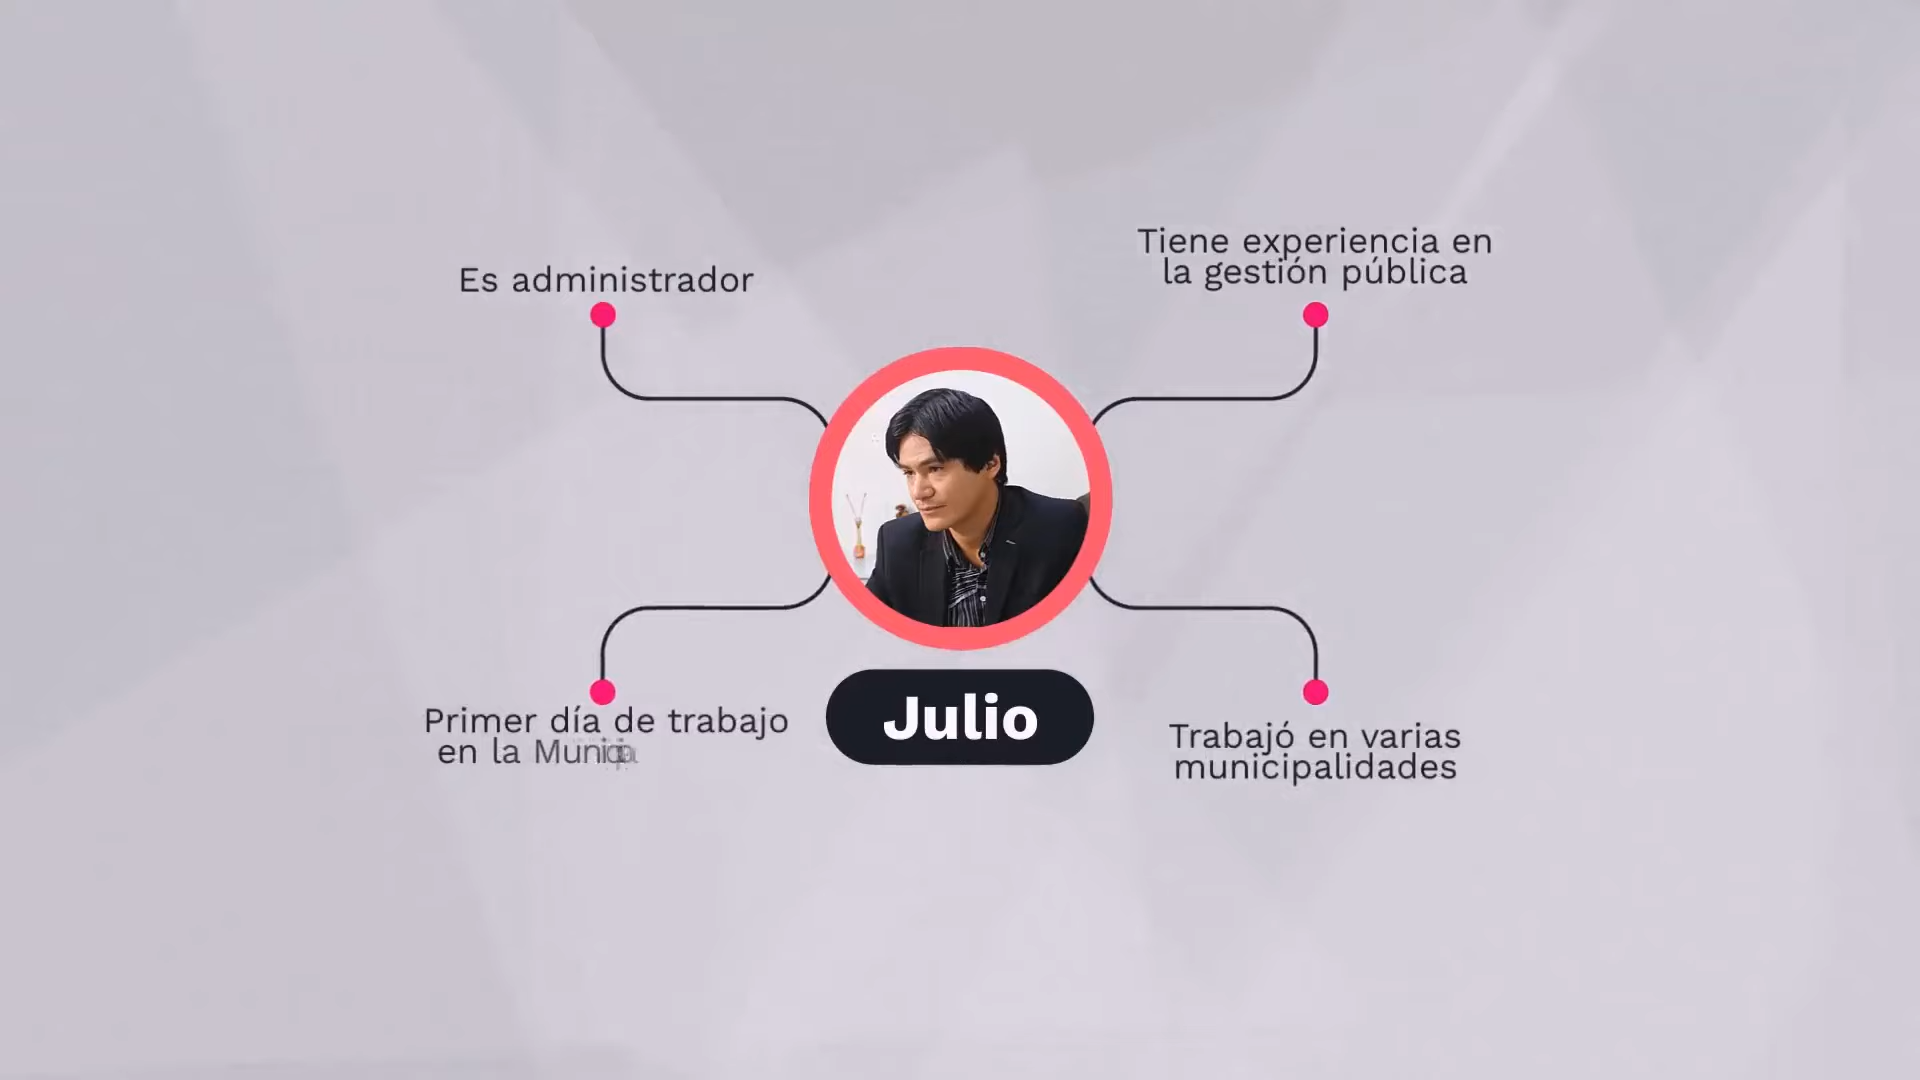 Es administrador
Tiene experiencia en
la gestión pública
Julio
Primer día de trabajo
en la
Trabajó en varias
municipalidades